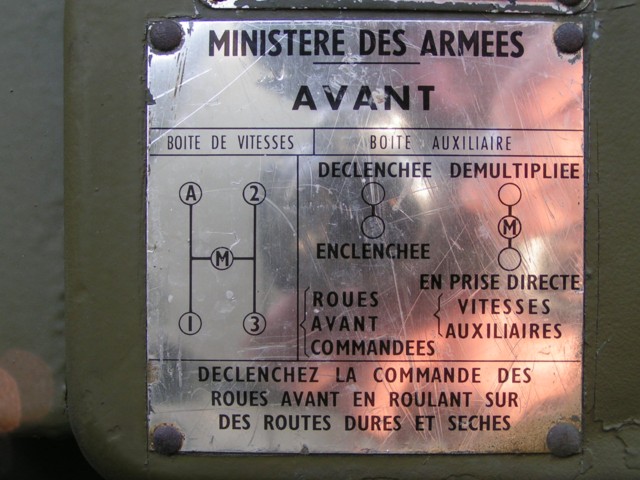 MINISTERE DES ARMEES
AVANT
BOITE DE VITESSES
BOITE AUXILIAIRE
A 2
M
1 3
DECLENCHEE
ENCLENCHEE
ROUES
AVANT
COMMANDEES
DEMULTIPLIEE
M
EN PRISE DIRECTE
VITESSES
AUXILIAIRES
DECLENCHEZ LA COMMANDE DES
ROUES AVANT EN ROULANT SUR
DES ROUTES DURES ET SECHES